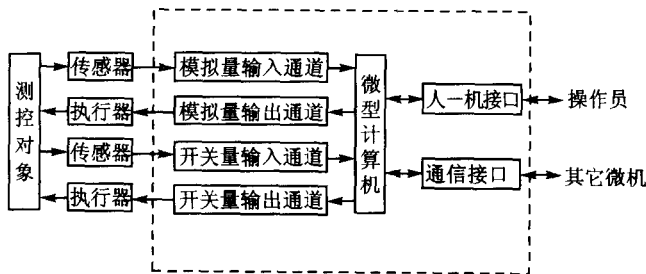 测控对象
传感器
模拟量输入通道
执行器
模拟量输出通道
传感器
开关量输入通道
执行器
开关量输出通道
微型计算机
人一机接口
操作员
通信接口
其它微机